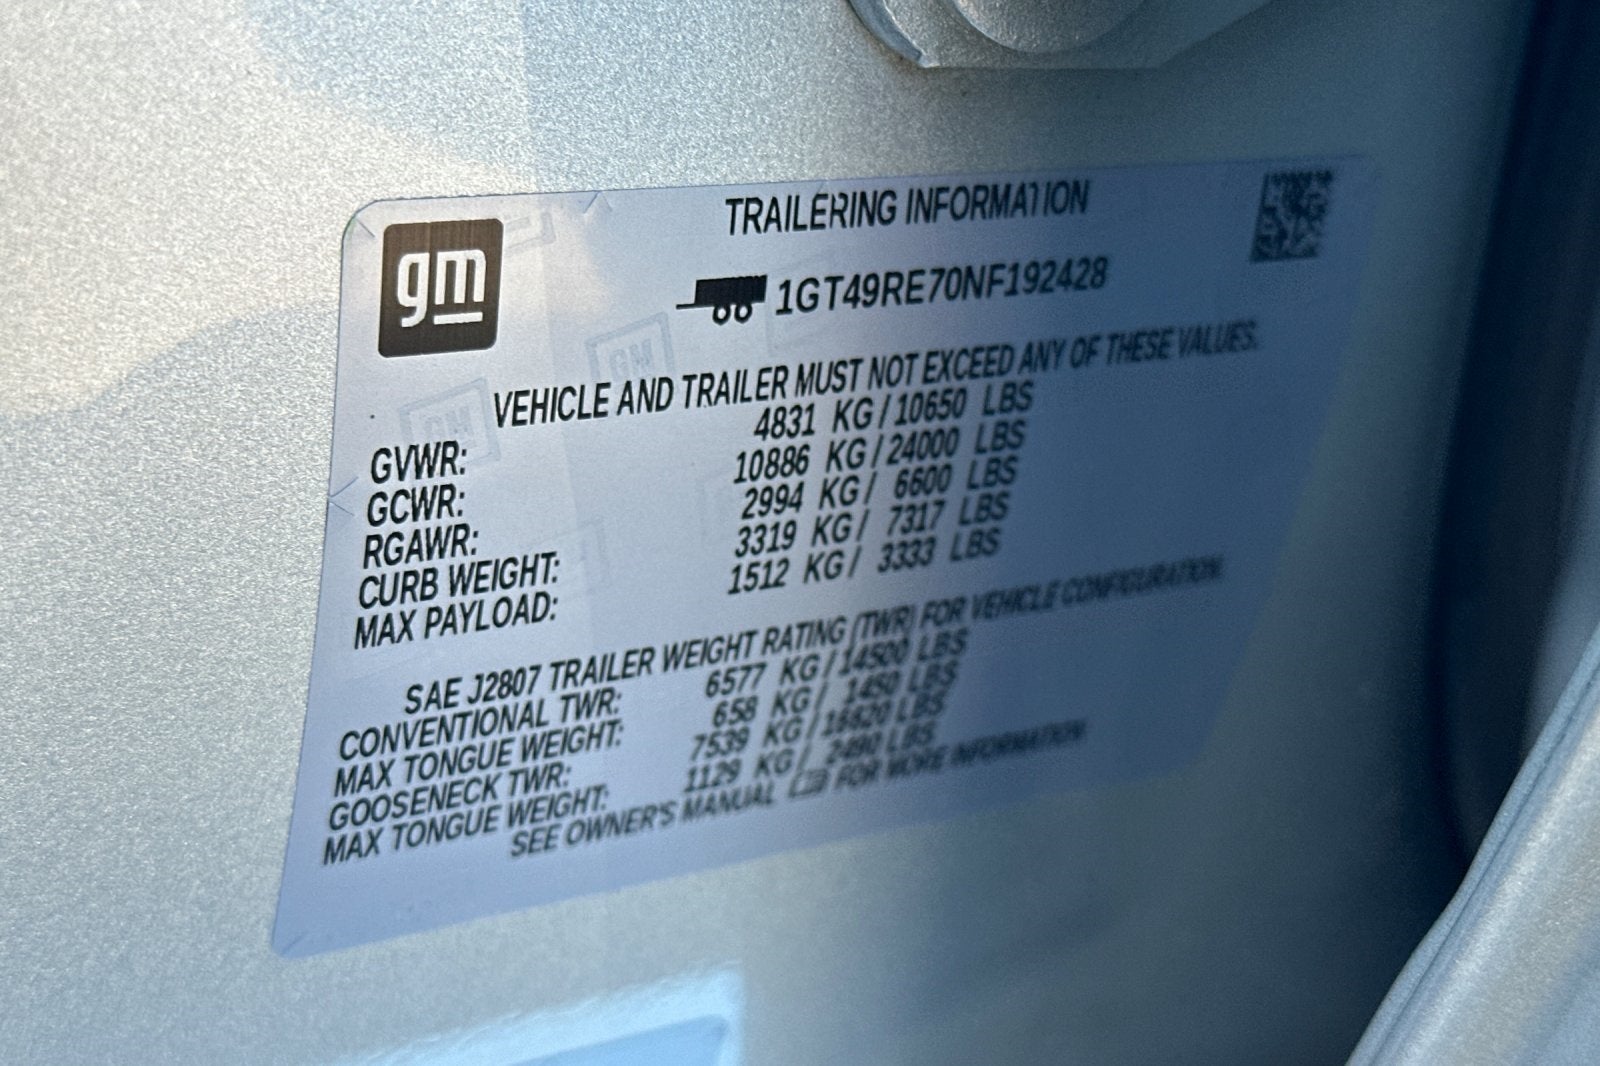 gm
TRAILERING INFORMATION
1GT49RE70NF192428
VEHICLE AND TRAILER MUST NOT EXCEED ANY OF THESE VALUES.
GVWR: 4831 KG/10650 LBS
GCWR: 10886 KG/24000 LBS
RGAWR: 2994 KG/ 6600 LBS
CURB WEIGHT: 3319 KG/ 7317 LBS
MAX PAYLOAD: 1512 KG/ 3333 LBS
SAE J2807 TRAILER WEIGHT RATING (TWR) FOR VEHICLE CONFIGURATION.
CONVENTIONAL TWR: 6577 KG/14500 LBS
MAX TONGUE WEIGHT: 658 KG/ 1450 LBS
GOOSENECK TWR: 7539 KG/16620 LBS
MAX TONGUE WEIGHT: 1129 KG/ 2490 LBS
SEE OWNER'S MANUAL FOR MORE INFORMATION